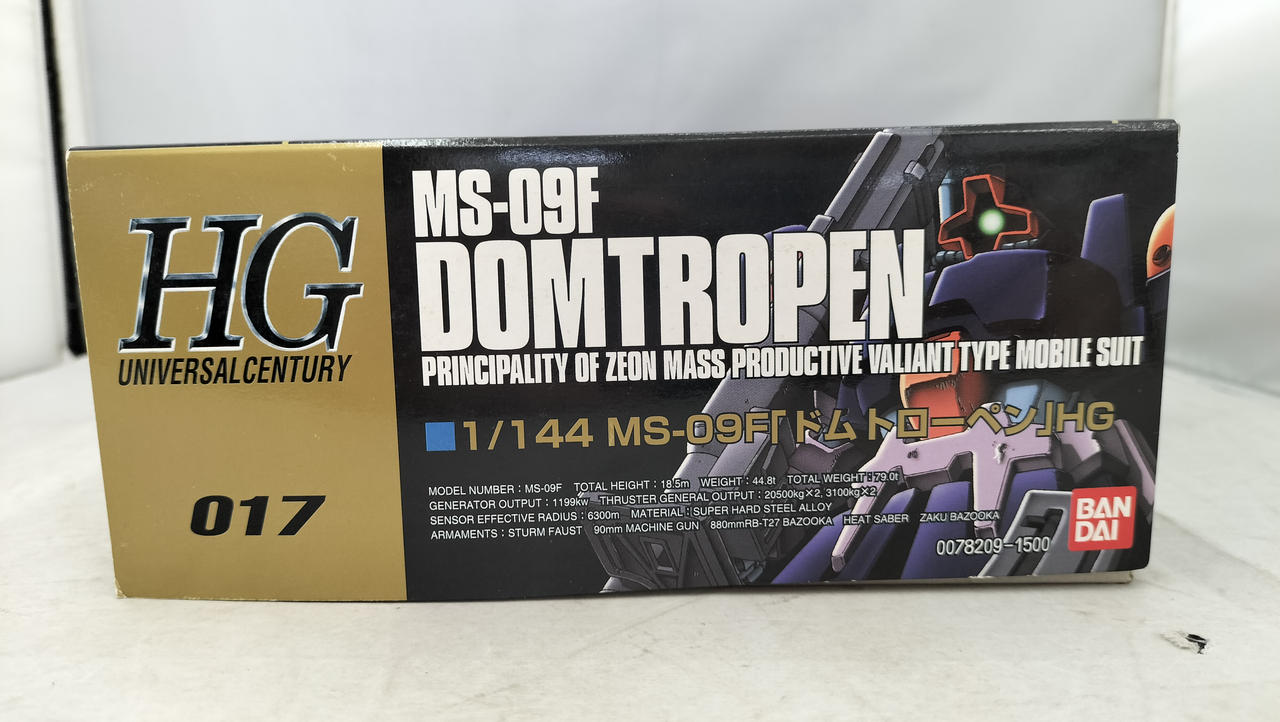 HG
UNIVERSALCENTURY
017
MS-09F
DOMTROPEN
PRINCIPALITY OF ZEON MASS PRODUCTIVE VALIANT TYPE MOBILE SUIT
■1/144 MS-09F「ドムトローペン」HG
MODEL NUMBER : MS-09F TOTAL HEIGHT : 18.5m WEIGHT : 44.8t TOTAL WEIGHT : 79.0t
GENERATOR OUTPUT : 1199kw THRUSTER GENERAL OUTPUT : 20500kg×2, 3100kg×2
SENSOR EFFECTIVE RADIUS : 6300m MATERIAL : SUPER HARD STEEL ALLOY
ARMAMENTS : STURM FAUST 90mm MACHINE GUN 880mmRB-T27 BAZOOKA HEAT SABER ZAKU BAZOOKA
0078209-1500
BAN
DAI